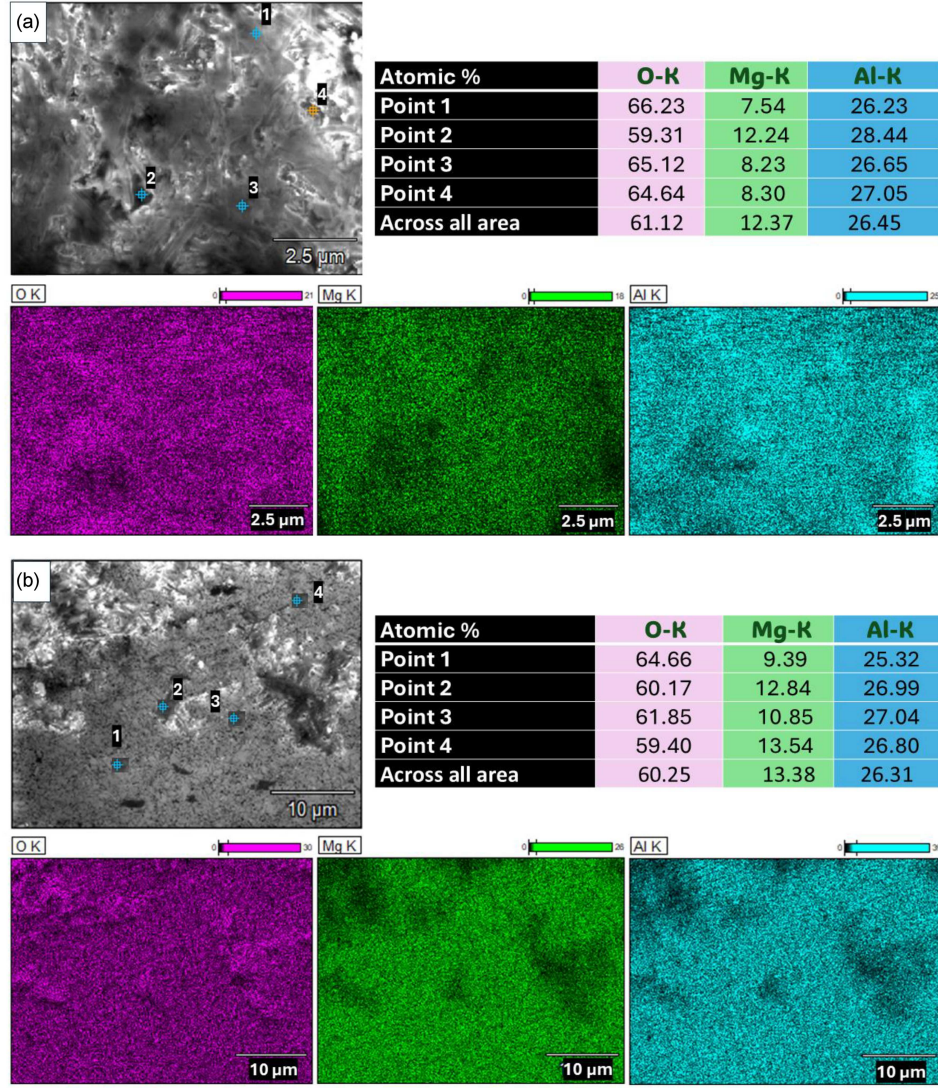 (a)
1
4
2
3
2.5 µm
Atomic % O-K Mg-K Al-K
Point 1 66.23 7.54 26.23
Point 2 59.31 12.24 28.44
Point 3 65.12 8.23 26.65
Point 4 64.64 8.30 27.05
Across all area 61.12 12.37 26.45
O K 0 21 Mg K 0 18 Al K 0 25
2.5 µm 2.5 µm 2.5 µm
(b)
4
2
3
1
10 µm
Atomic % O-K Mg-K Al-K
Point 1 64.66 9.39 25.32
Point 2 60.17 12.84 26.99
Point 3 61.85 10.85 27.04
Point 4 59.40 13.54 26.80
Across all area 60.25 13.38 26.31
O K 0 30 Mg K 0 26 Al K 0
10 µm 10 µm 10 µm